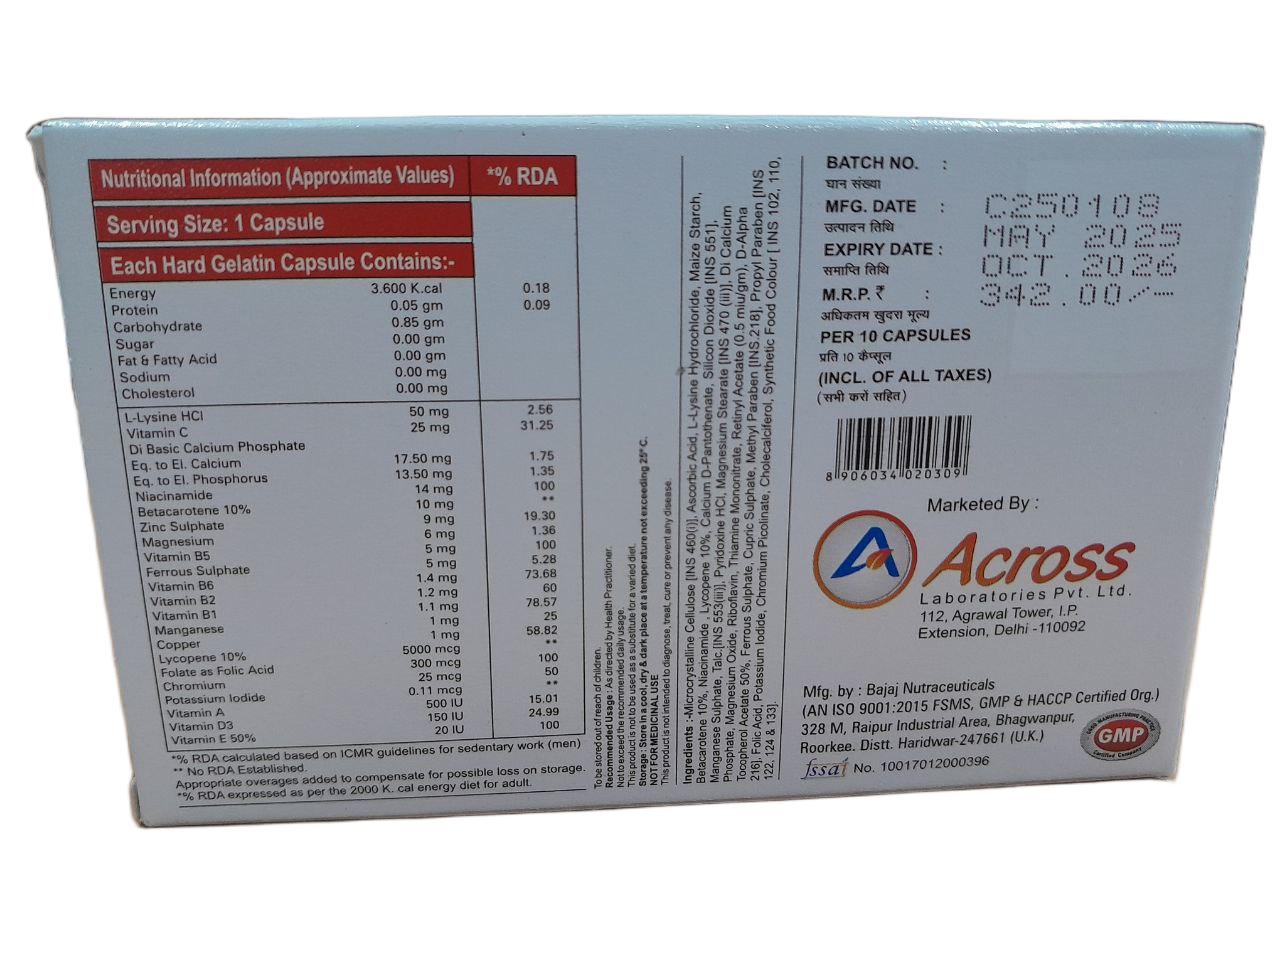 Nutritional Information (Approximate Values) *% RDA
Serving Size: 1 Capsule
Each Hard Gelatin Capsule Contains:-
Energy 3.600 K.cal 0.18
Protein 0.05 gm 0.09
Carbohydrate 0.85 gm
Sugar 0.00 gm
Fat & Fatty Acid 0.00 gm
Sodium 0.00 mg
Cholesterol 0.00 mg
L-Lysine HCl 50 mg 2.56
Vitamin C 25 mg 31.25
Di Basic Calcium Phosphate
Eq. to El. Calcium 17.50 mg 1.75
Eq. to El. Phosphorus 13.50 mg 1.35
Niacinamide 14 mg 100
Betacarotene 10% 10 mg **
Zinc Sulphate 9 mg 19.30
Magnesium 6 mg 1.36
Vitamin B5 5 mg 100
Ferrous Sulphate 5 mg 5.28
Vitamin B6 1.4 mg 73.68
Vitamin B2 1.2 mg 60
Vitamin B1 1.1 mg 78.57
Manganese 1 mg 25
Copper 1 mg 58.82
Lycopene 10% 5000 mcg **
Folate as Folic Acid 300 mcg 100
Chromium 25 mcg 50
Potassium Iodide 0.11 mcg **
Vitamin A 500 IU 15.01
Vitamin D3 150 IU 24.99
Vitamin E 50% 20 IU 100
*% RDA calculated based on ICMR guidelines for sedentary work (men)
** No RDA Established.
Appropriate overages added to compensate for possible loss on storage.
*% RDA expressed as per the 2000 K. cal energy diet for adult.
To be stored out of reach of children.
Recommended Usage : As directed by Health Practitioner.
Not to exceed the recommended daily usage.
This product is not to be used as a substitute for a varied diet.
Storage : Store in a cool, dry & dark place at a temperature not exceeding 25° C.
NOT FOR MEDICINAL USE
This product is not intended to diagnose, treat, cure or prevent any disease.
Ingredients :-Microcrystalline Cellulose [INS 460(i)], Ascorbic Acid, L-Lysine Hydrochloride, Maize Starch,
Betacarotene 10%, Niacinamide , Lycopene 10%, Calcium D-Pantothenate, Silicon Dioxide [INS 551],
Manganese Sulphate, Talc.[INS 553(iii)], Pyridoxine HCl, Magnesium Stearate [INS 470 (iii)], Di Calcium
Phosphate, Magnesium Oxide, Riboflavin, Thiamine Mononitrate, Retinyl Acetate (0.5 miu/gm), D-Alpha
Tocopherol Acetate 50%, Ferrous Sulphate, Cupric Sulphate, Methyl Paraben [INS.218], Propyl Paraben [INS
216], Folic Acid, Potassium Iodide, Chromium Picolinate, Cholecalciferol, Synthetic Food Colour [ INS 102, 110,
122, 124 & 133].
BATCH NO. :
घान संख्या
C250108
MFG. DATE :
उत्पादन तिथि
MAY 2025
EXPIRY DATE :
समाप्ति तिथि
OCT. 2026
M.R.P. ₹ :
342.00/-
अधिकतम खुदरा मूल्य
PER 10 CAPSULES
प्रति 10 कैप्सूल
(INCL. OF ALL TAXES)
(सभी करों सहित)
8 906034 020309
Marketed By :
Across
Laboratories Pvt. Ltd.
112, Agrawal Tower, I.P.
Extension, Delhi -110092
Mfg. by : Bajaj Nutraceuticals
(AN ISO 9001:2015 FSMS, GMP & HACCP Certified Org.)
328 M, Raipur Industrial Area, Bhagwanpur,
Roorkee. Distt. Haridwar-247661 (U.K.)
fssai No. 10017012000396
GOOD MANUFACTURING PRACTICE
GMP
Certified Company